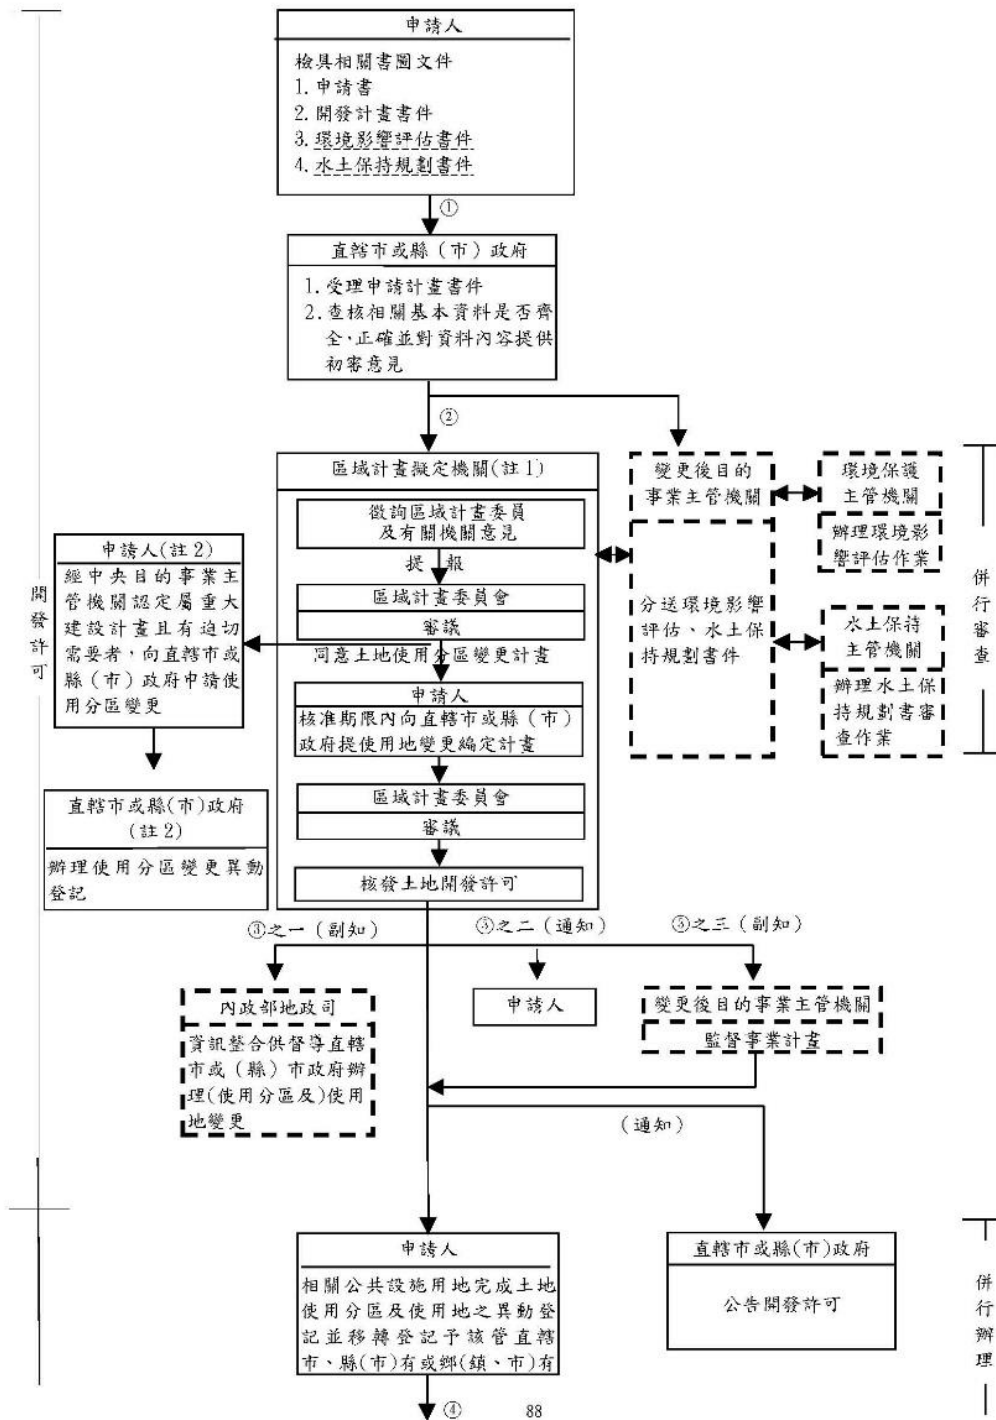 申請人
檢具相關書圖文件
1.申請書
2.開發計畫書件
3.環境影響評估書件
4.水土保持規劃書件
①
直轄市或縣（市）政府
1.受理申請計畫書件
2.查核相關基本資料是否齊
全,正確並對資料內容提供
初審意見
②
區域計畫擬定機關(註1)
徵詢區域計畫委員
及有關機關意見
提 報
區域計畫委員會
審議
同意土地使用分區變更計畫
申請人
核准期限內向直轄市或縣（市）
政府提使用地變更編定計畫
區域計畫委員會
審議
核發土地開發許可
申請人(註2)
經中央目的事業主
管機關認定屬重大
建設計畫且有迫切
需要者，向直轄市或
縣（市）政府申請使
用分區變更
直轄市或縣(市)政府
(註2)
辦理使用分區變更異動
登記
變更後目的
事業主管機關
分送環境影響
評估、水土保
持規劃書件
環境保護
主管機關
辦理環境影
響評估作業
水土保持
主管機關
辦理水土保
持規劃書審
查作業
併行審查
開發許可
③之一（副知）
③之二（通知）
③之三（副知）
內政部地政司
資訊整合供督導直轄
市或（縣）市政府辦
理(使用分區及)使用
地變更
申請人
變更後目的事業主管機關
監督事業計畫
（通知）
申請人
相關公共設施用地完成土地
使用分區及使用地之異動登
記並移轉登記予該管直轄
市、縣(市)有或鄉(鎮、市)有
直轄市或縣(市)政府
公告開發許可
併行辦理
④
88